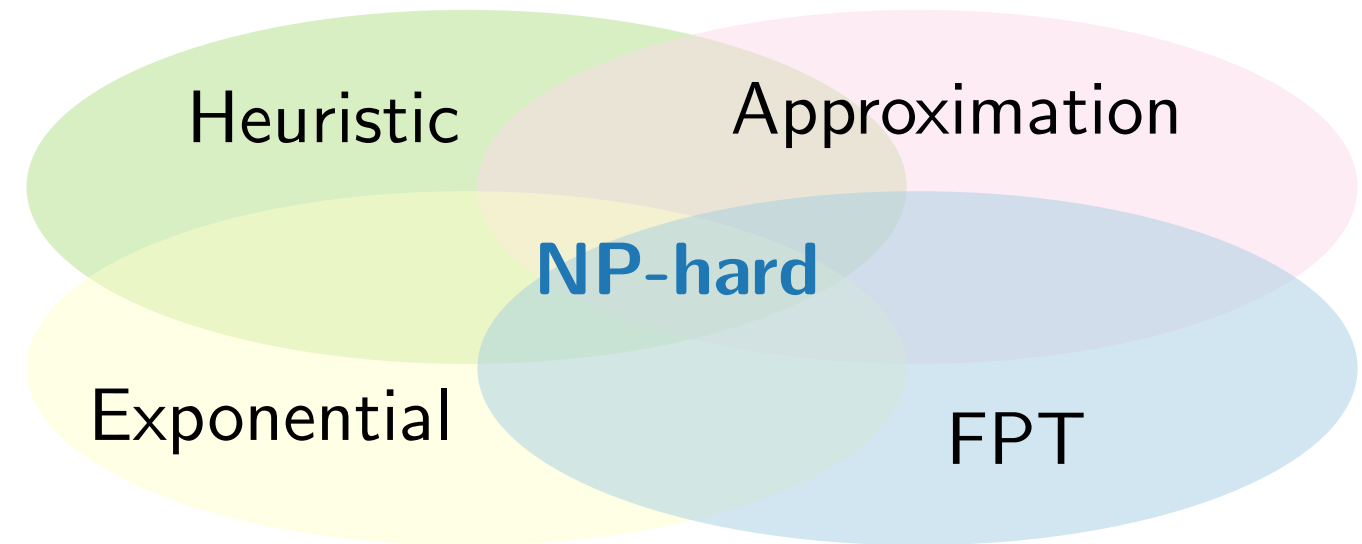 Heuristic
Approximation
NP-hard
Exponential
FPT